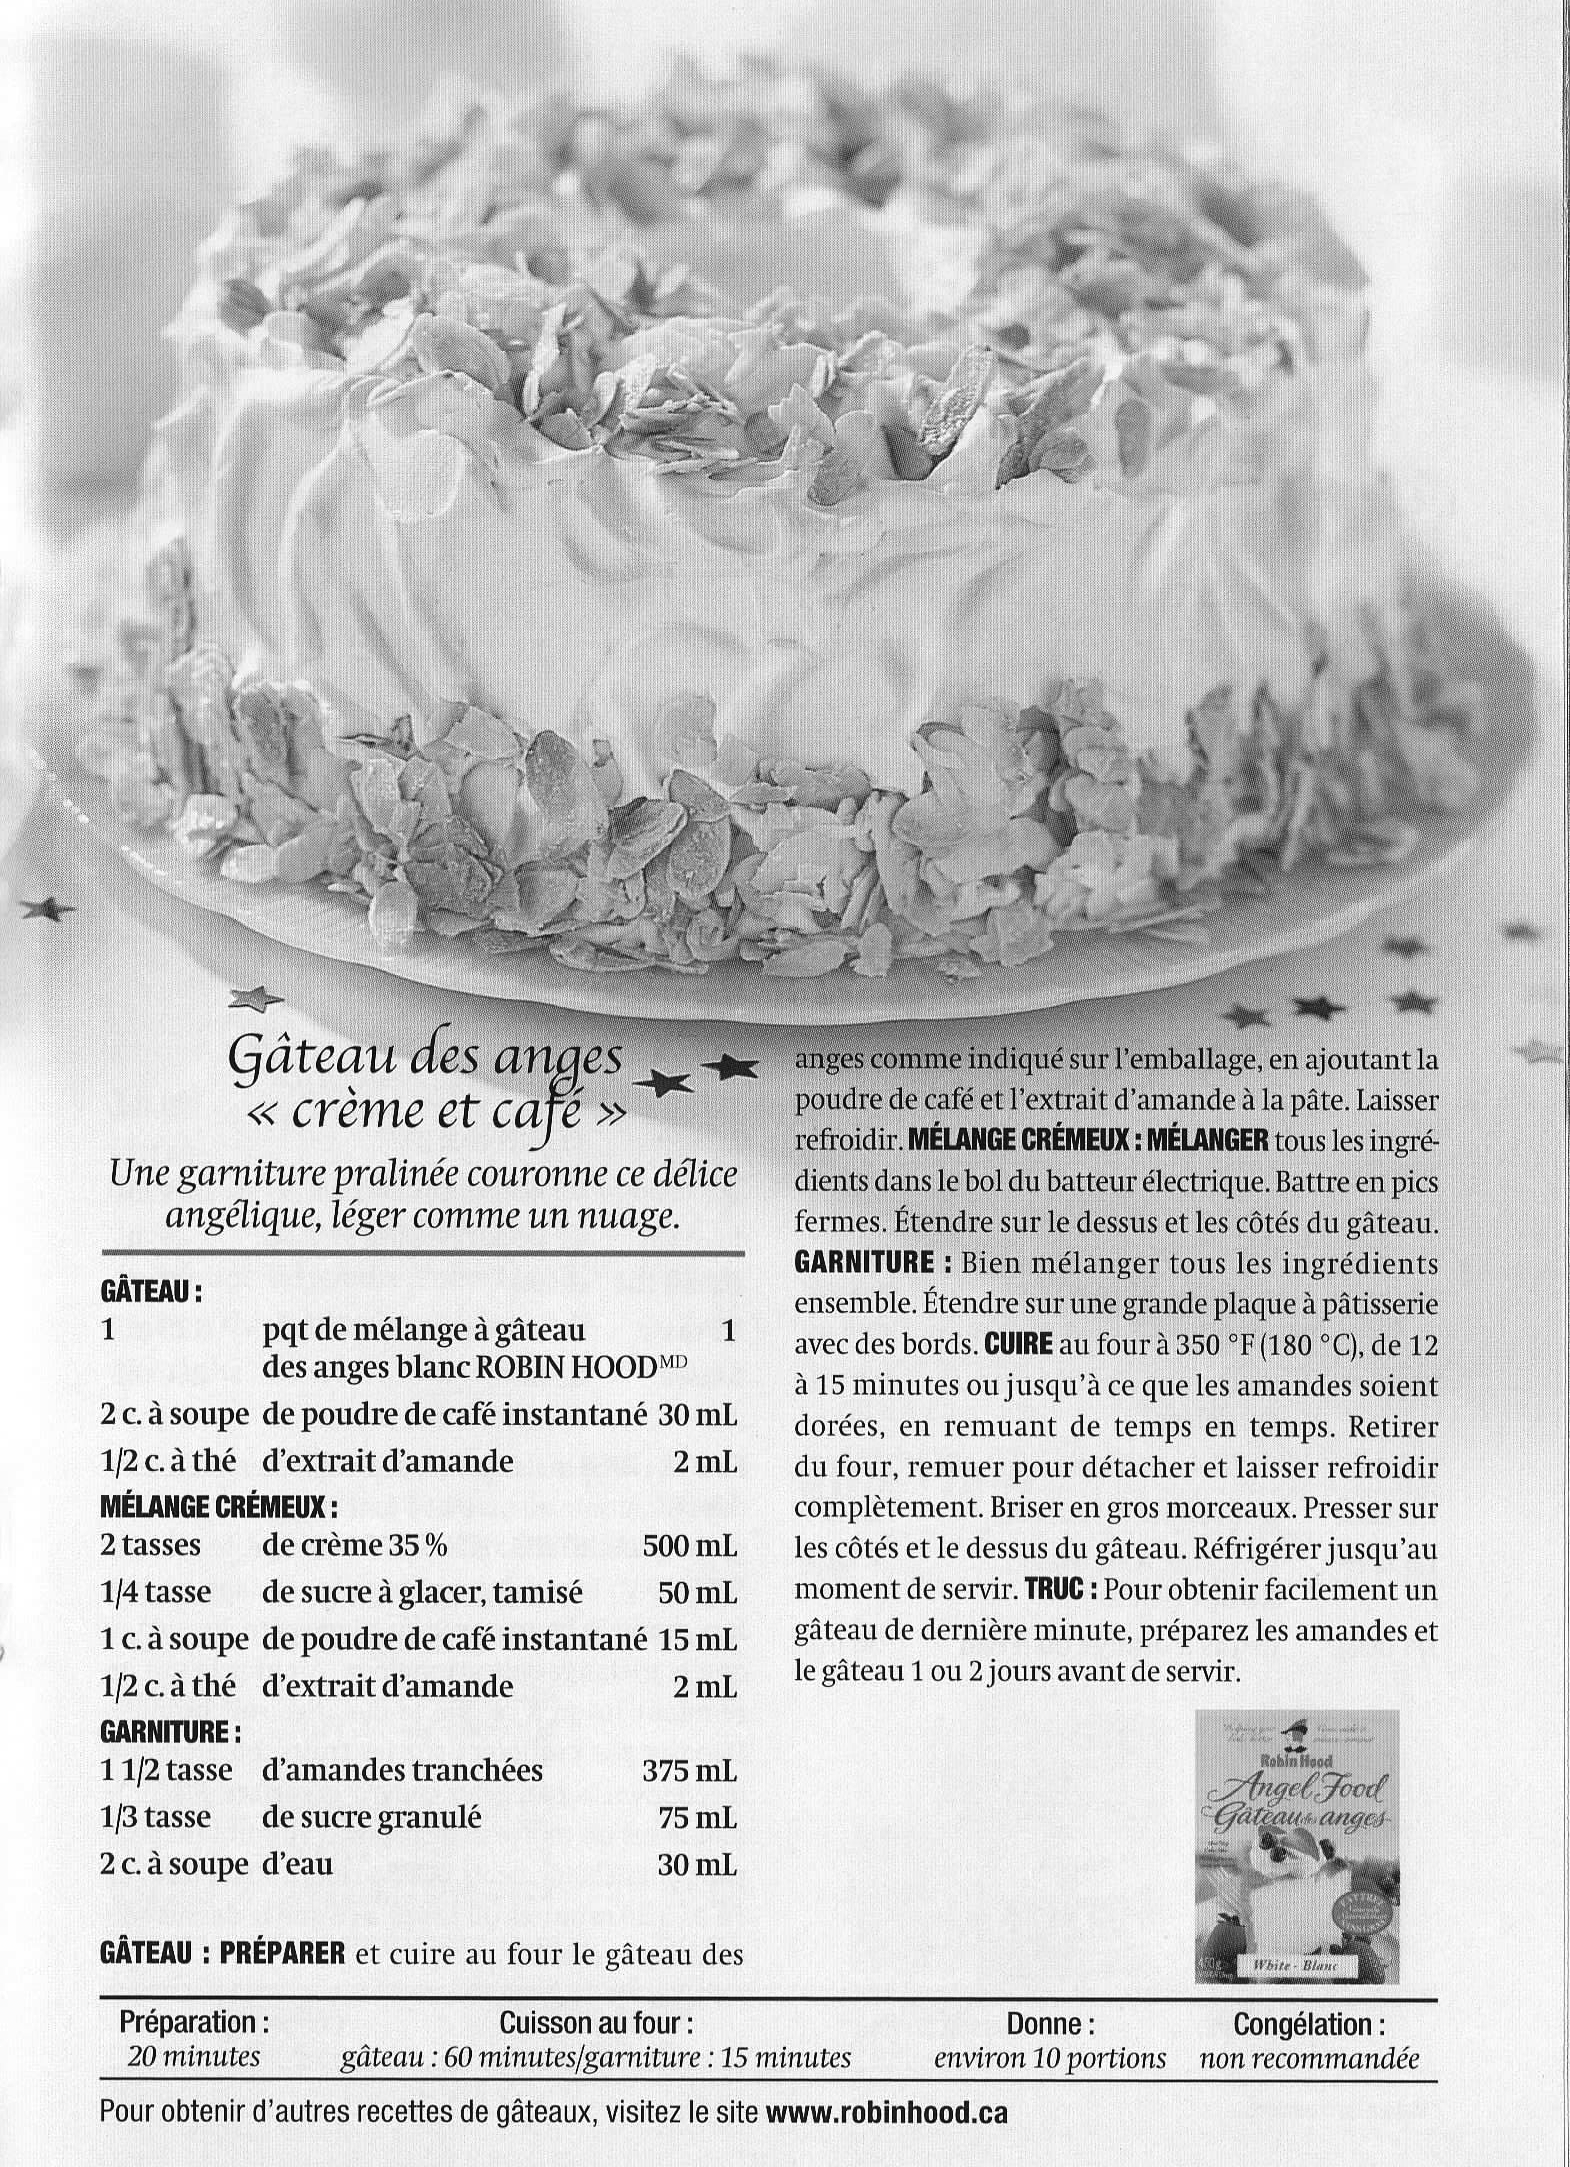 Gâteau des anges
« crème et café »
Une garniture pralinée couronne ce délice
angélique, léger comme un nuage.
GÂTEAU :
1 pqt de mélange à gâteau 1
des anges blanc ROBIN HOOD MD
2 c. à soupe de poudre de café instantané 30 mL
1/2 c. à thé d'extrait d'amande 2 mL
MÉLANGE CRÉMEUX :
2 tasses de crème 35 % 500 mL
1/4 tasse de sucre à glacer, tamisé 50 mL
1 c. à soupe de poudre de café instantané 15 mL
1/2 c. à thé d'extrait d'amande 2 mL
GARNITURE :
1 1/2 tasse d'amandes tranchées 375 mL
1/3 tasse de sucre granulé 75 mL
2 c. à soupe d'eau 30 mL
GÂTEAU : PRÉPARER et cuire au four le gâteau des
anges comme indiqué sur l'emballage, en ajoutant la
poudre de café et l'extrait d'amande à la pâte. Laisser
refroidir. MÉLANGE CRÉMEUX : MÉLANGER tous les ingré-
dients dans le bol du batteur électrique. Battre en pics
fermes. Étendre sur le dessus et les côtés du gâteau.
GARNITURE : Bien mélanger tous les ingrédients
ensemble. Étendre sur une grande plaque à pâtisserie
avec des bords. CUIRE au four à 350 °F (180 °C), de 12
à 15 minutes ou jusqu'à ce que les amandes soient
dorées, en remuant de temps en temps. Retirer
du four, remuer pour détacher et laisser refroidir
complètement. Briser en gros morceaux. Presser sur
les côtés et le dessus du gâteau. Réfrigérer jusqu'au
moment de servir. TRUC : Pour obtenir facilement un
gâteau de dernière minute, préparez les amandes et
le gâteau 1 ou 2 jours avant de servir.
Robin Hood
Angel Food
Gâteau des anges
White - Blanc
Préparation : Cuisson au four : Donne : Congélation :
20 minutes gâteau : 60 minutes/garniture : 15 minutes environ 10 portions non recommandée
Pour obtenir d'autres recettes de gâteaux, visitez le site www.robinhood.ca